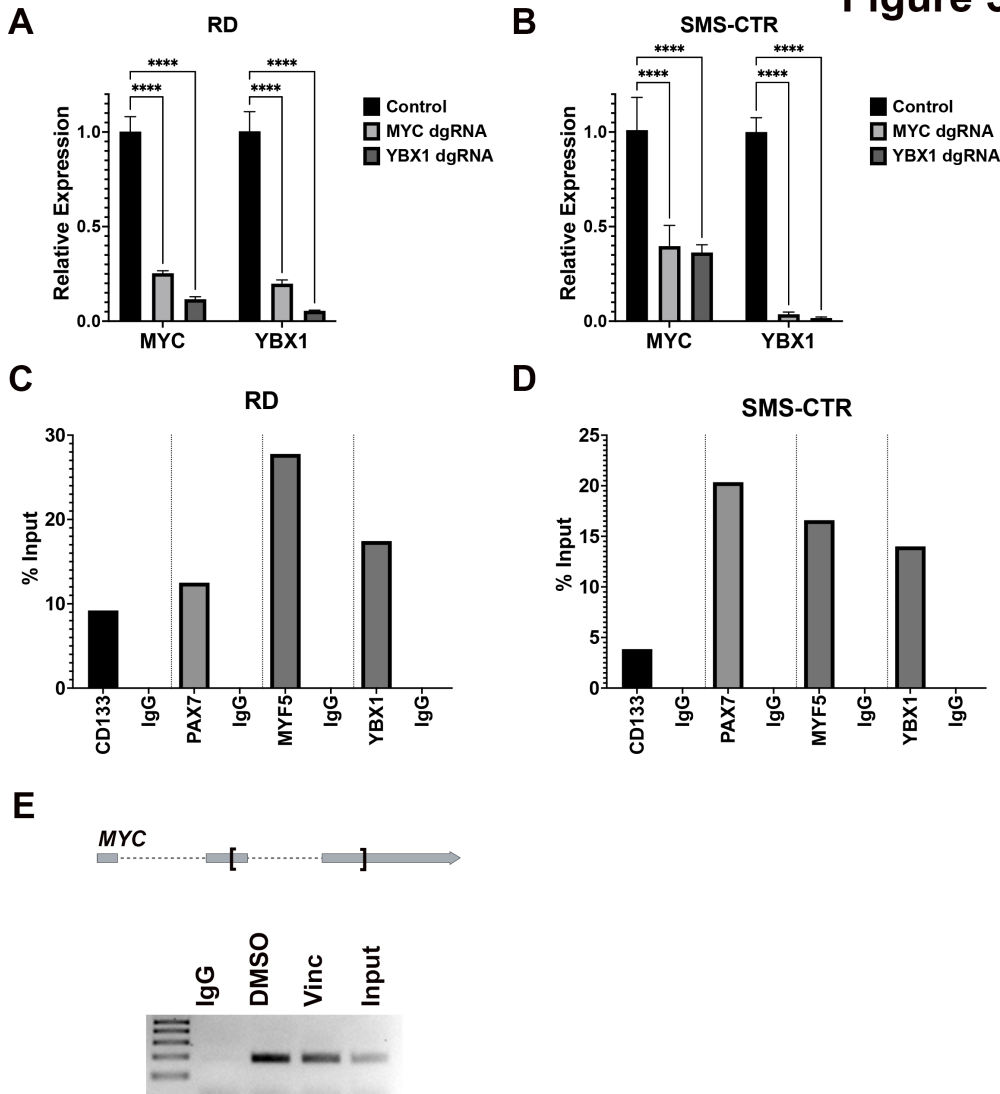 Figure
A
RD
****
****
****
****
Relative Expression
1.0
0.5
0.0
MYC
YBX1
Control
MYC dgRNA
YBX1 dgRNA
B
SMS-CTR
****
****
****
****
Relative Expression
1.0
0.5
0.0
MYC
YBX1
Control
MYC dgRNA
YBX1 dgRNA
C
RD
% Input
30
20
10
0
CD133
IgG
PAX7
IgG
MYF5
IgG
YBX1
IgG
D
SMS-CTR
% Input
25
20
15
10
5
0
CD133
IgG
PAX7
IgG
MYF5
IgG
YBX1
IgG
E
MYC
[
]
IgG
DMSO
Vinc
Input